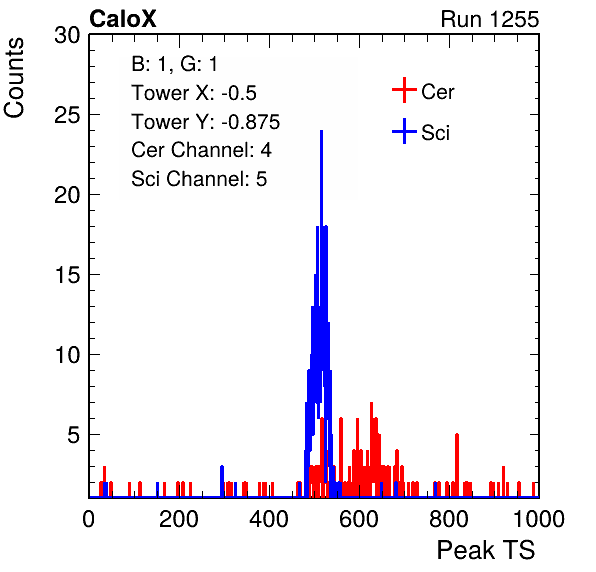 CaloX Run 1255
Counts
30
25
20
15
10
5
B: 1, G: 1
Tower X: -0.5
Tower Y: -0.875
Cer Channel: 4
Sci Channel: 5
Cer
Sci
0 200 400 600 800 1000
Peak TS